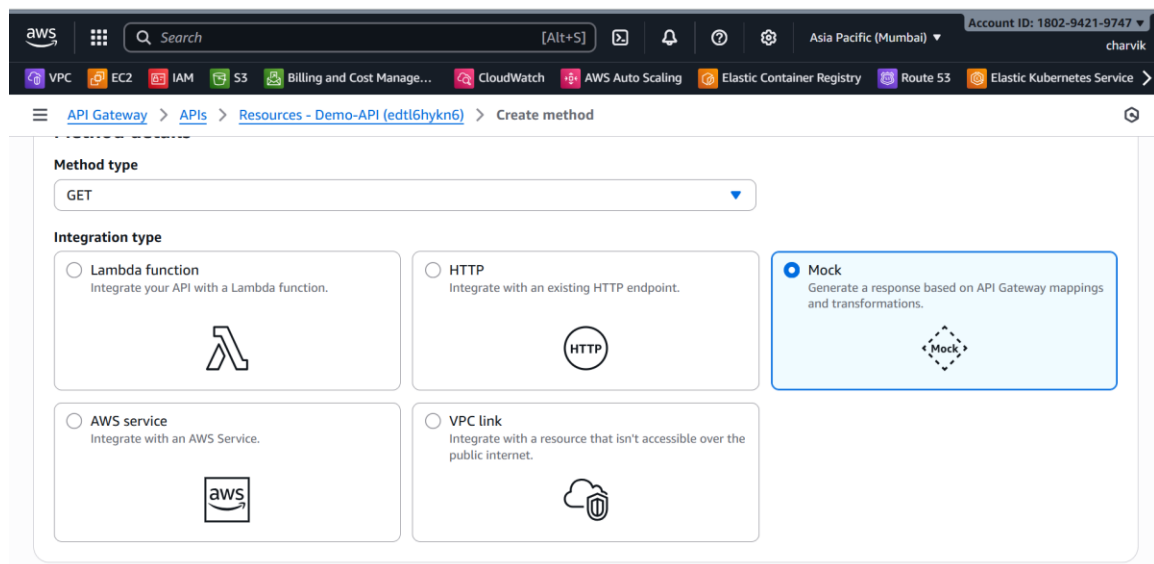 aws
Search [Alt+S]
Asia Pacific (Mumbai)
Account ID: 1802-9421-9747
charvik
VPC EC2 IAM S3 Billing and Cost Manage... CloudWatch AWS Auto Scaling Elastic Container Registry Route 53 Elastic Kubernetes Service
API Gateway > APIs > Resources - Demo-API (edtl6hykn6) > Create method
Method details
Method type
GET
Integration type
Lambda function
Integrate your API with a Lambda function.
HTTP
Integrate with an existing HTTP endpoint.
HTTP
Mock
Generate a response based on API Gateway mappings
and transformations.
Mock
AWS service
Integrate with an AWS Service.
aws
VPC link
Integrate with a resource that isn't accessible over the
public internet.